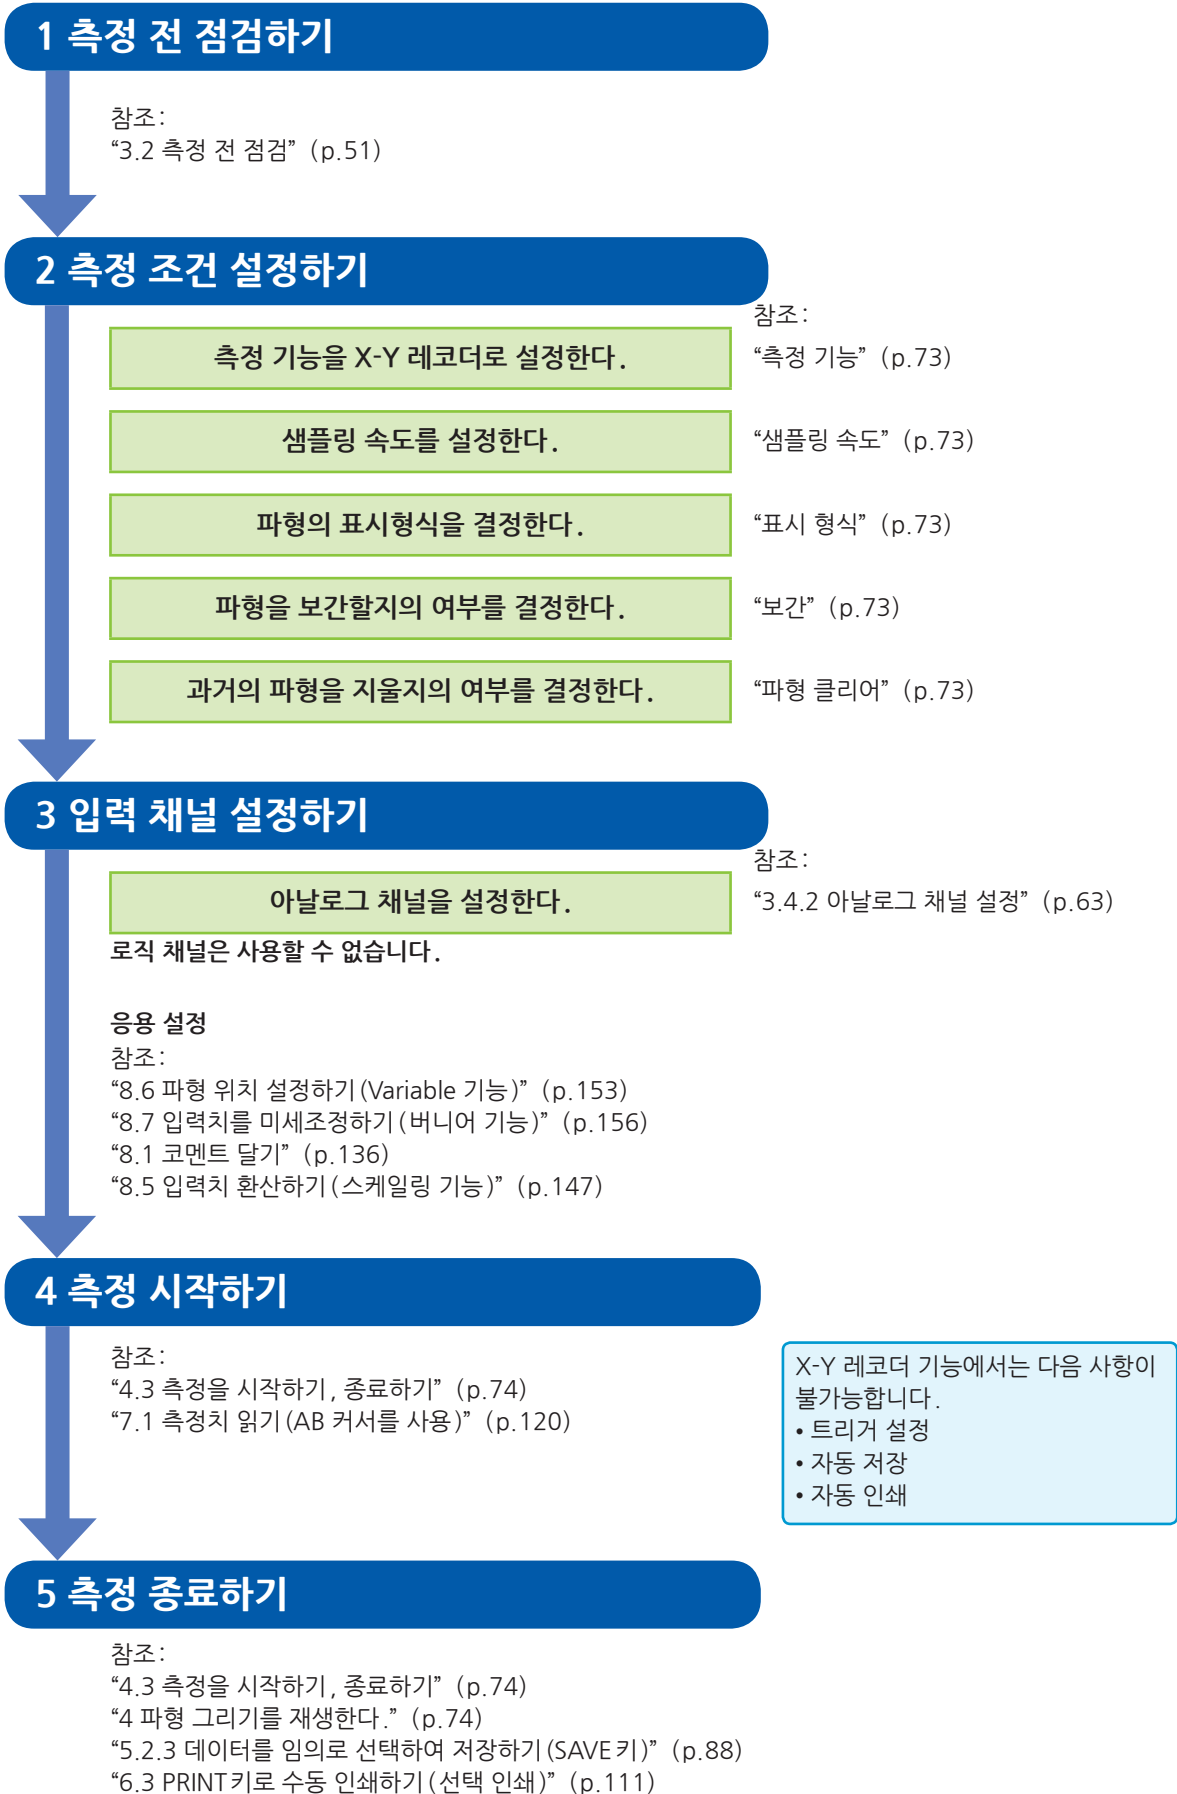 1 측정 전 점검하기
참조:
“3.2 측정 전 점검” (p.51)
2 측정 조건 설정하기
참조:
측정 기능을 X-Y 레코더로 설정한다.
“측정 기능” (p.73)
샘플링 속도를 설정한다.
“샘플링 속도” (p.73)
파형의 표시형식을 결정한다.
“표시 형식” (p.73)
파형을 보간할지의 여부를 결정한다.
“보간” (p.73)
과거의 파형을 지울지의 여부를 결정한다.
“파형 클리어” (p.73)
3 입력 채널 설정하기
참조:
아날로그 채널을 설정한다.
“3.4.2 아날로그 채널 설정” (p.63)
로직 채널은 사용할 수 없습니다.
응용 설정
참조:
“8.6 파형 위치 설정하기(Variable 기능)” (p.153)
“8.7 입력치를 미세조정하기(버니어 기능)” (p.156)
“8.1 코멘트 달기” (p.136)
“8.5 입력치 환산하기(스케일링 기능)” (p.147)
4 측정 시작하기
참조:
“4.3 측정을 시작하기, 종료하기” (p.74)
“7.1 측정치 읽기(AB 커서를 사용)” (p.120)
X-Y 레코더 기능에서는 다음 사항이
불가능합니다.
• 트리거 설정
• 자동 저장
• 자동 인쇄
5 측정 종료하기
참조:
“4.3 측정을 시작하기, 종료하기” (p.74)
“4 파형 그리기를 재생한다.” (p.74)
“5.2.3 데이터를 임의로 선택하여 저장하기(SAVE키)” (p.88)
“6.3 PRINT키로 수동 인쇄하기(선택 인쇄)” (p.111)